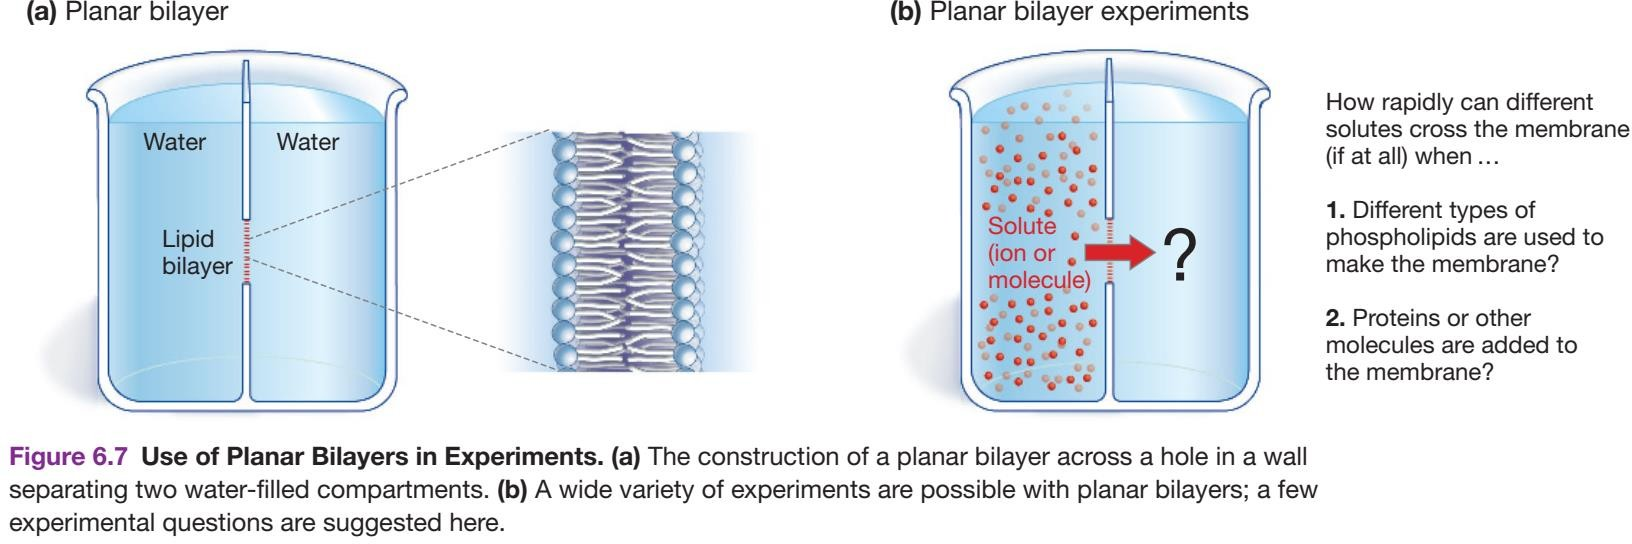 (a) Planar bilayer
Water
Water
Lipid
bilayer
(b) Planar bilayer experiments
Solute
(ion or
molecule)
?
How rapidly can different
solutes cross the membrane
(if at all) when ...
1. Different types of
phospholipids are used to
make the membrane?
2. Proteins or other
molecules are added to
the membrane?
Figure 6.7 Use of Planar Bilayers in Experiments. (a) The construction of a planar bilayer across a hole in a wall
separating two water-filled compartments. (b) A wide variety of experiments are possible with planar bilayers; a few
experimental questions are suggested here.